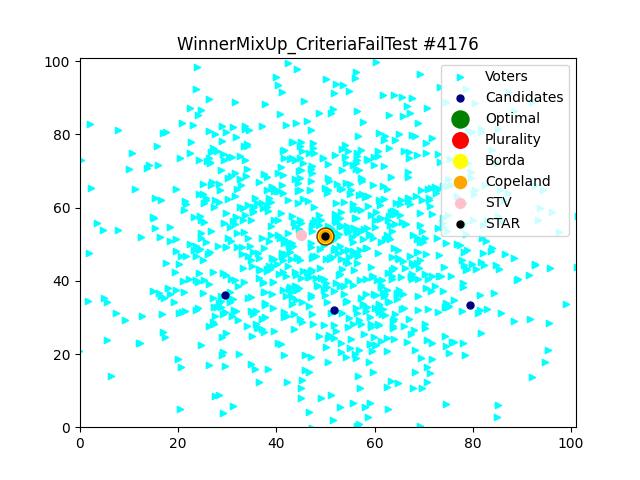 WinnerMixUp_CriteriaFailTest #4176
100
80
60
40
20
0
0
20
40
60
80
100
Voters
Candidates
Optimal
Plurality
Borda
Copeland
STV
STAR